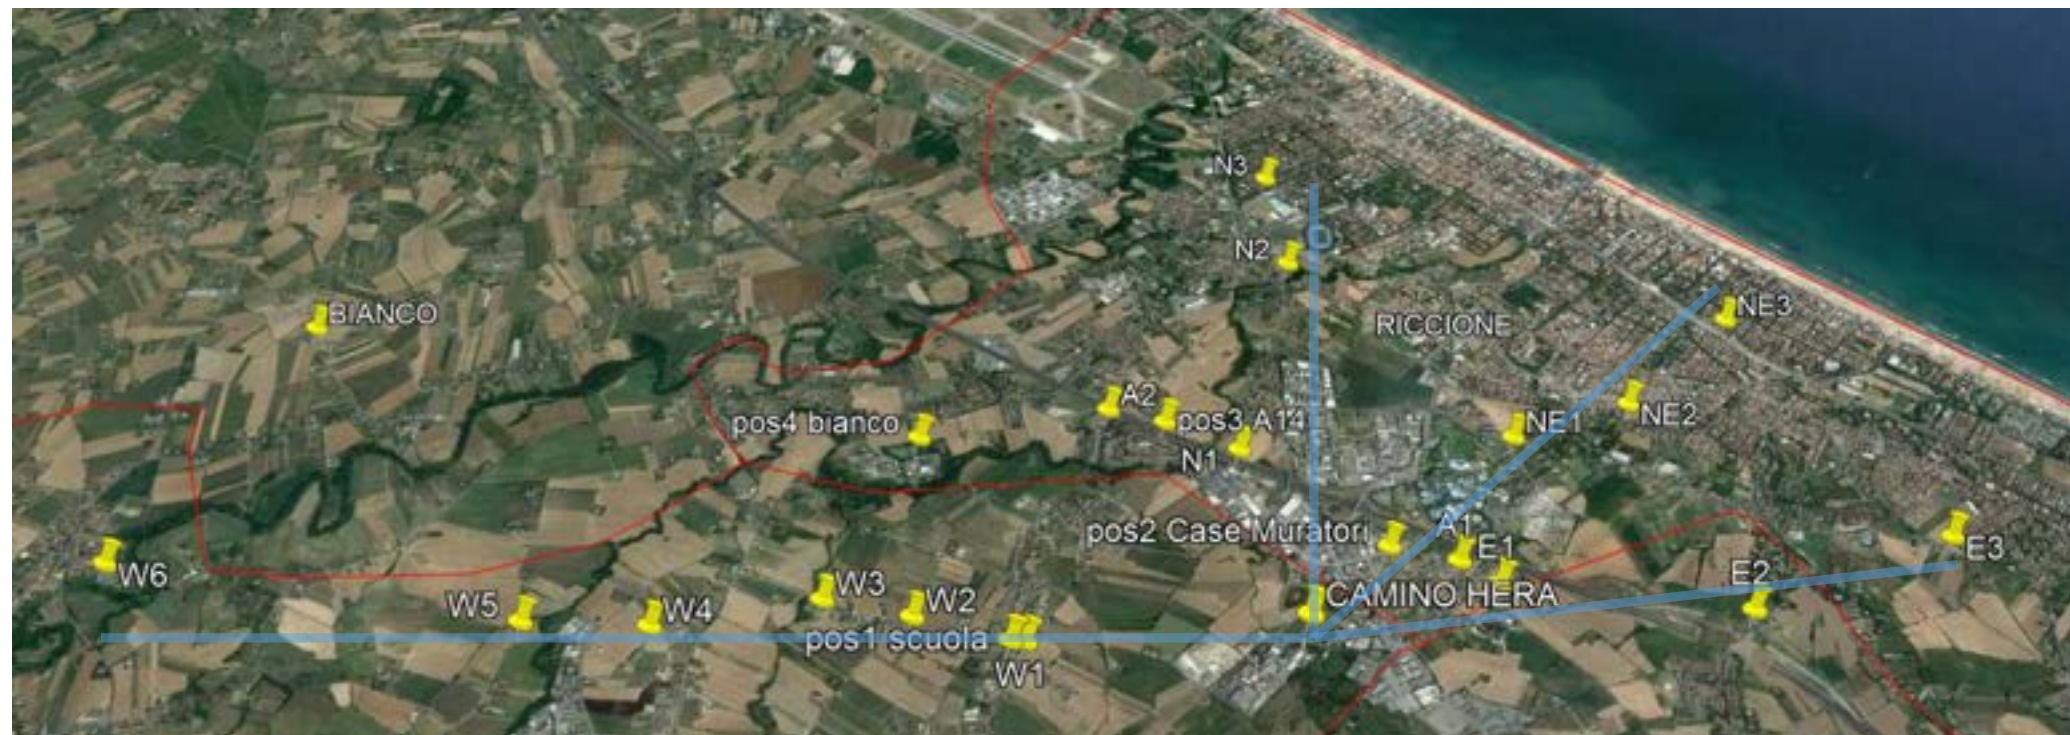 N3
N2
BIANCO
NE3
RICCIONE
A2
NE2
pos4 bianco
pos3 A14
NE1
N1
A1
pos2 Case Muratori
E1
E3
W6
W3
E2
CAMINO HERA
W5
W4
W2
pos1 scuola
W1